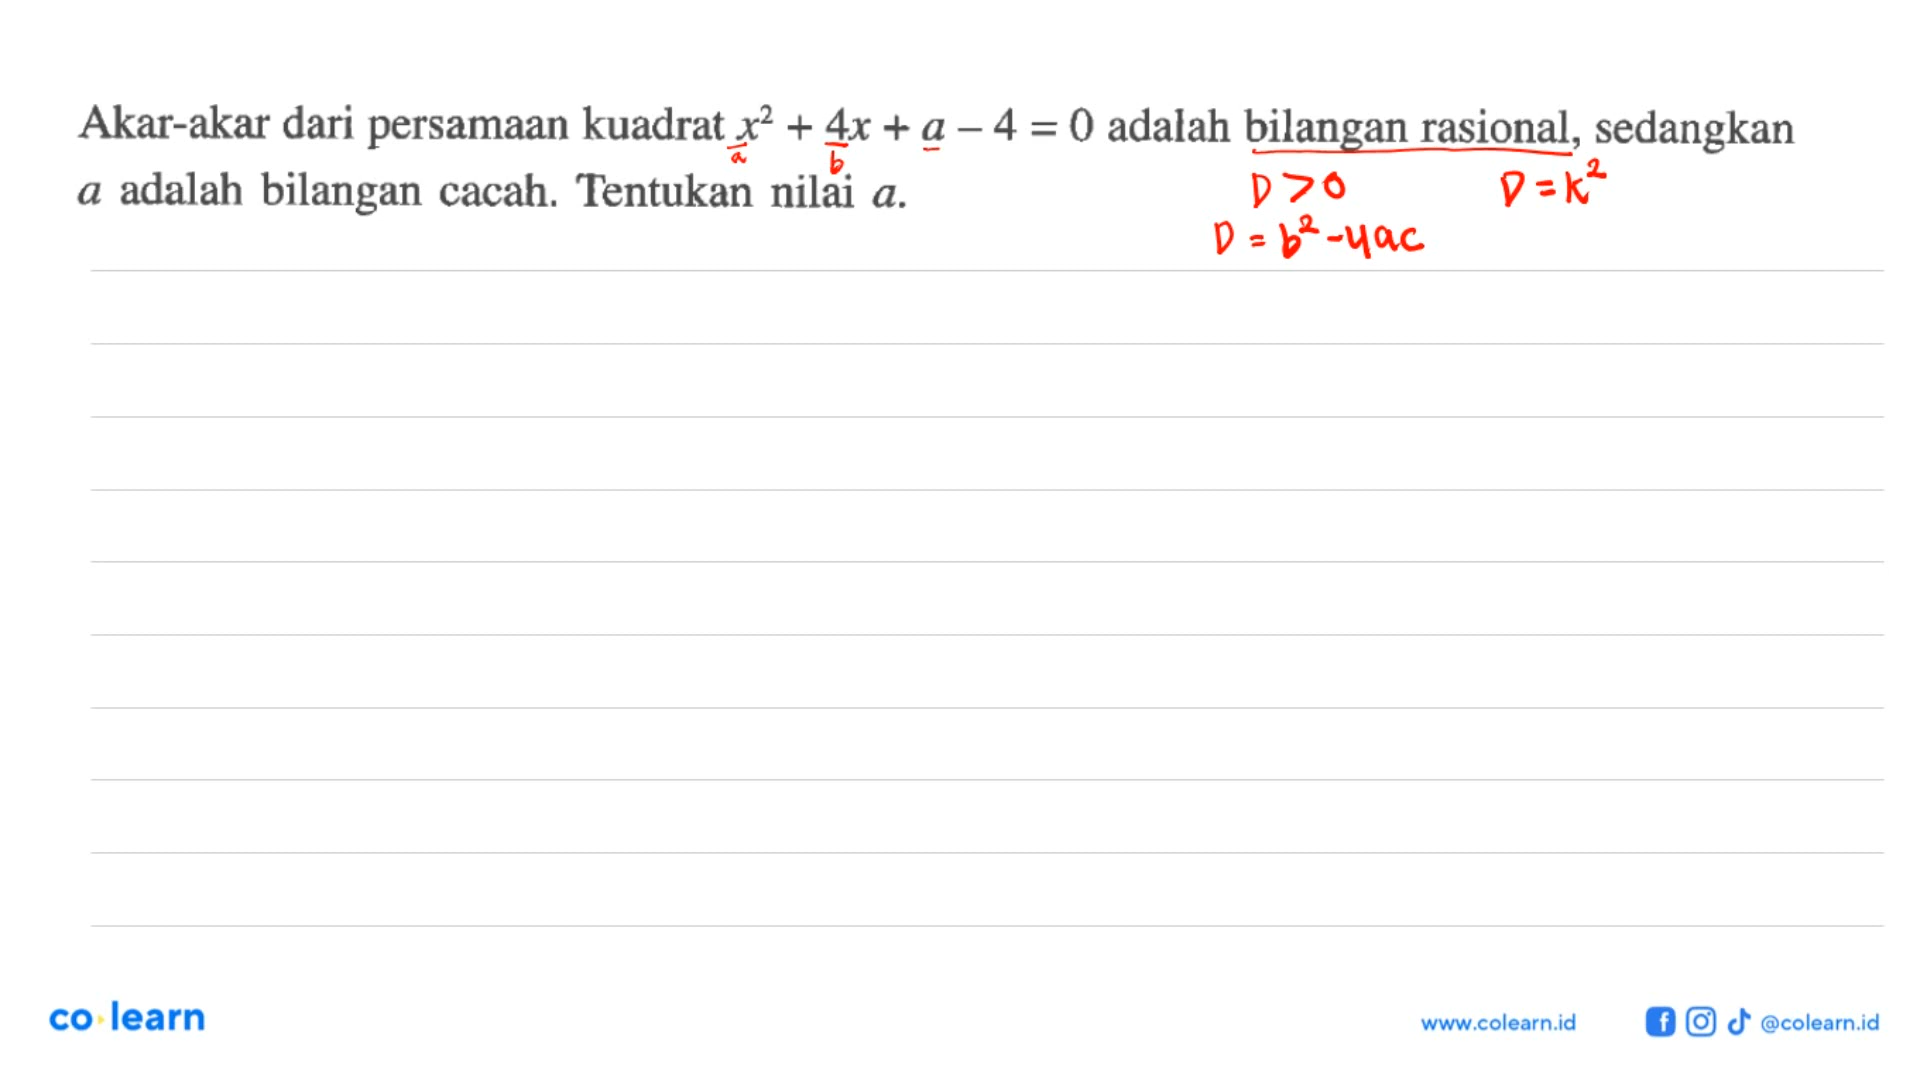 Akar-akar dari persamaan kuadrat x² + 4x + a – 4 = 0 adalah bilangan rasional, sedangkan
a b
a adalah bilangan cacah. Tentukan nilai a.
D > 0 D = k²
D = b² - 4ac
co learn
www.colearn.id @colearn.id